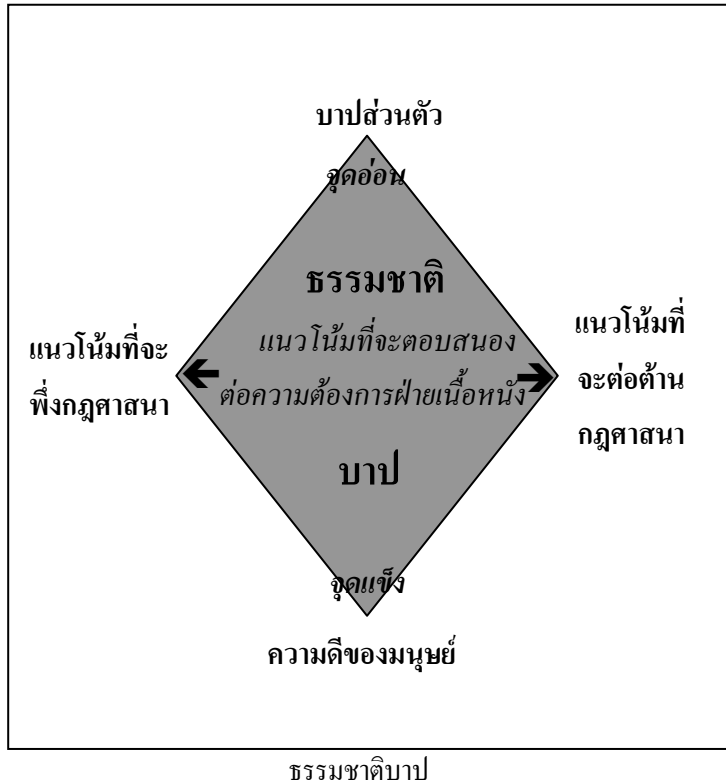 บาปส่วนตัว
จุดอ่อน
ธรรมชาติ
แนวโน้มที่จะตอบสนอง
ต่อความต้องการฝ่ายเนื้อหนัง
บาป
จุดแข็ง
ความดีของมนุษย์
แนวโน้มที่จะ
พึ่งกฎศาสนา
แนวโน้มที่
จะต่อต้าน
กฎศาสนา
ธรรมชาติบาป